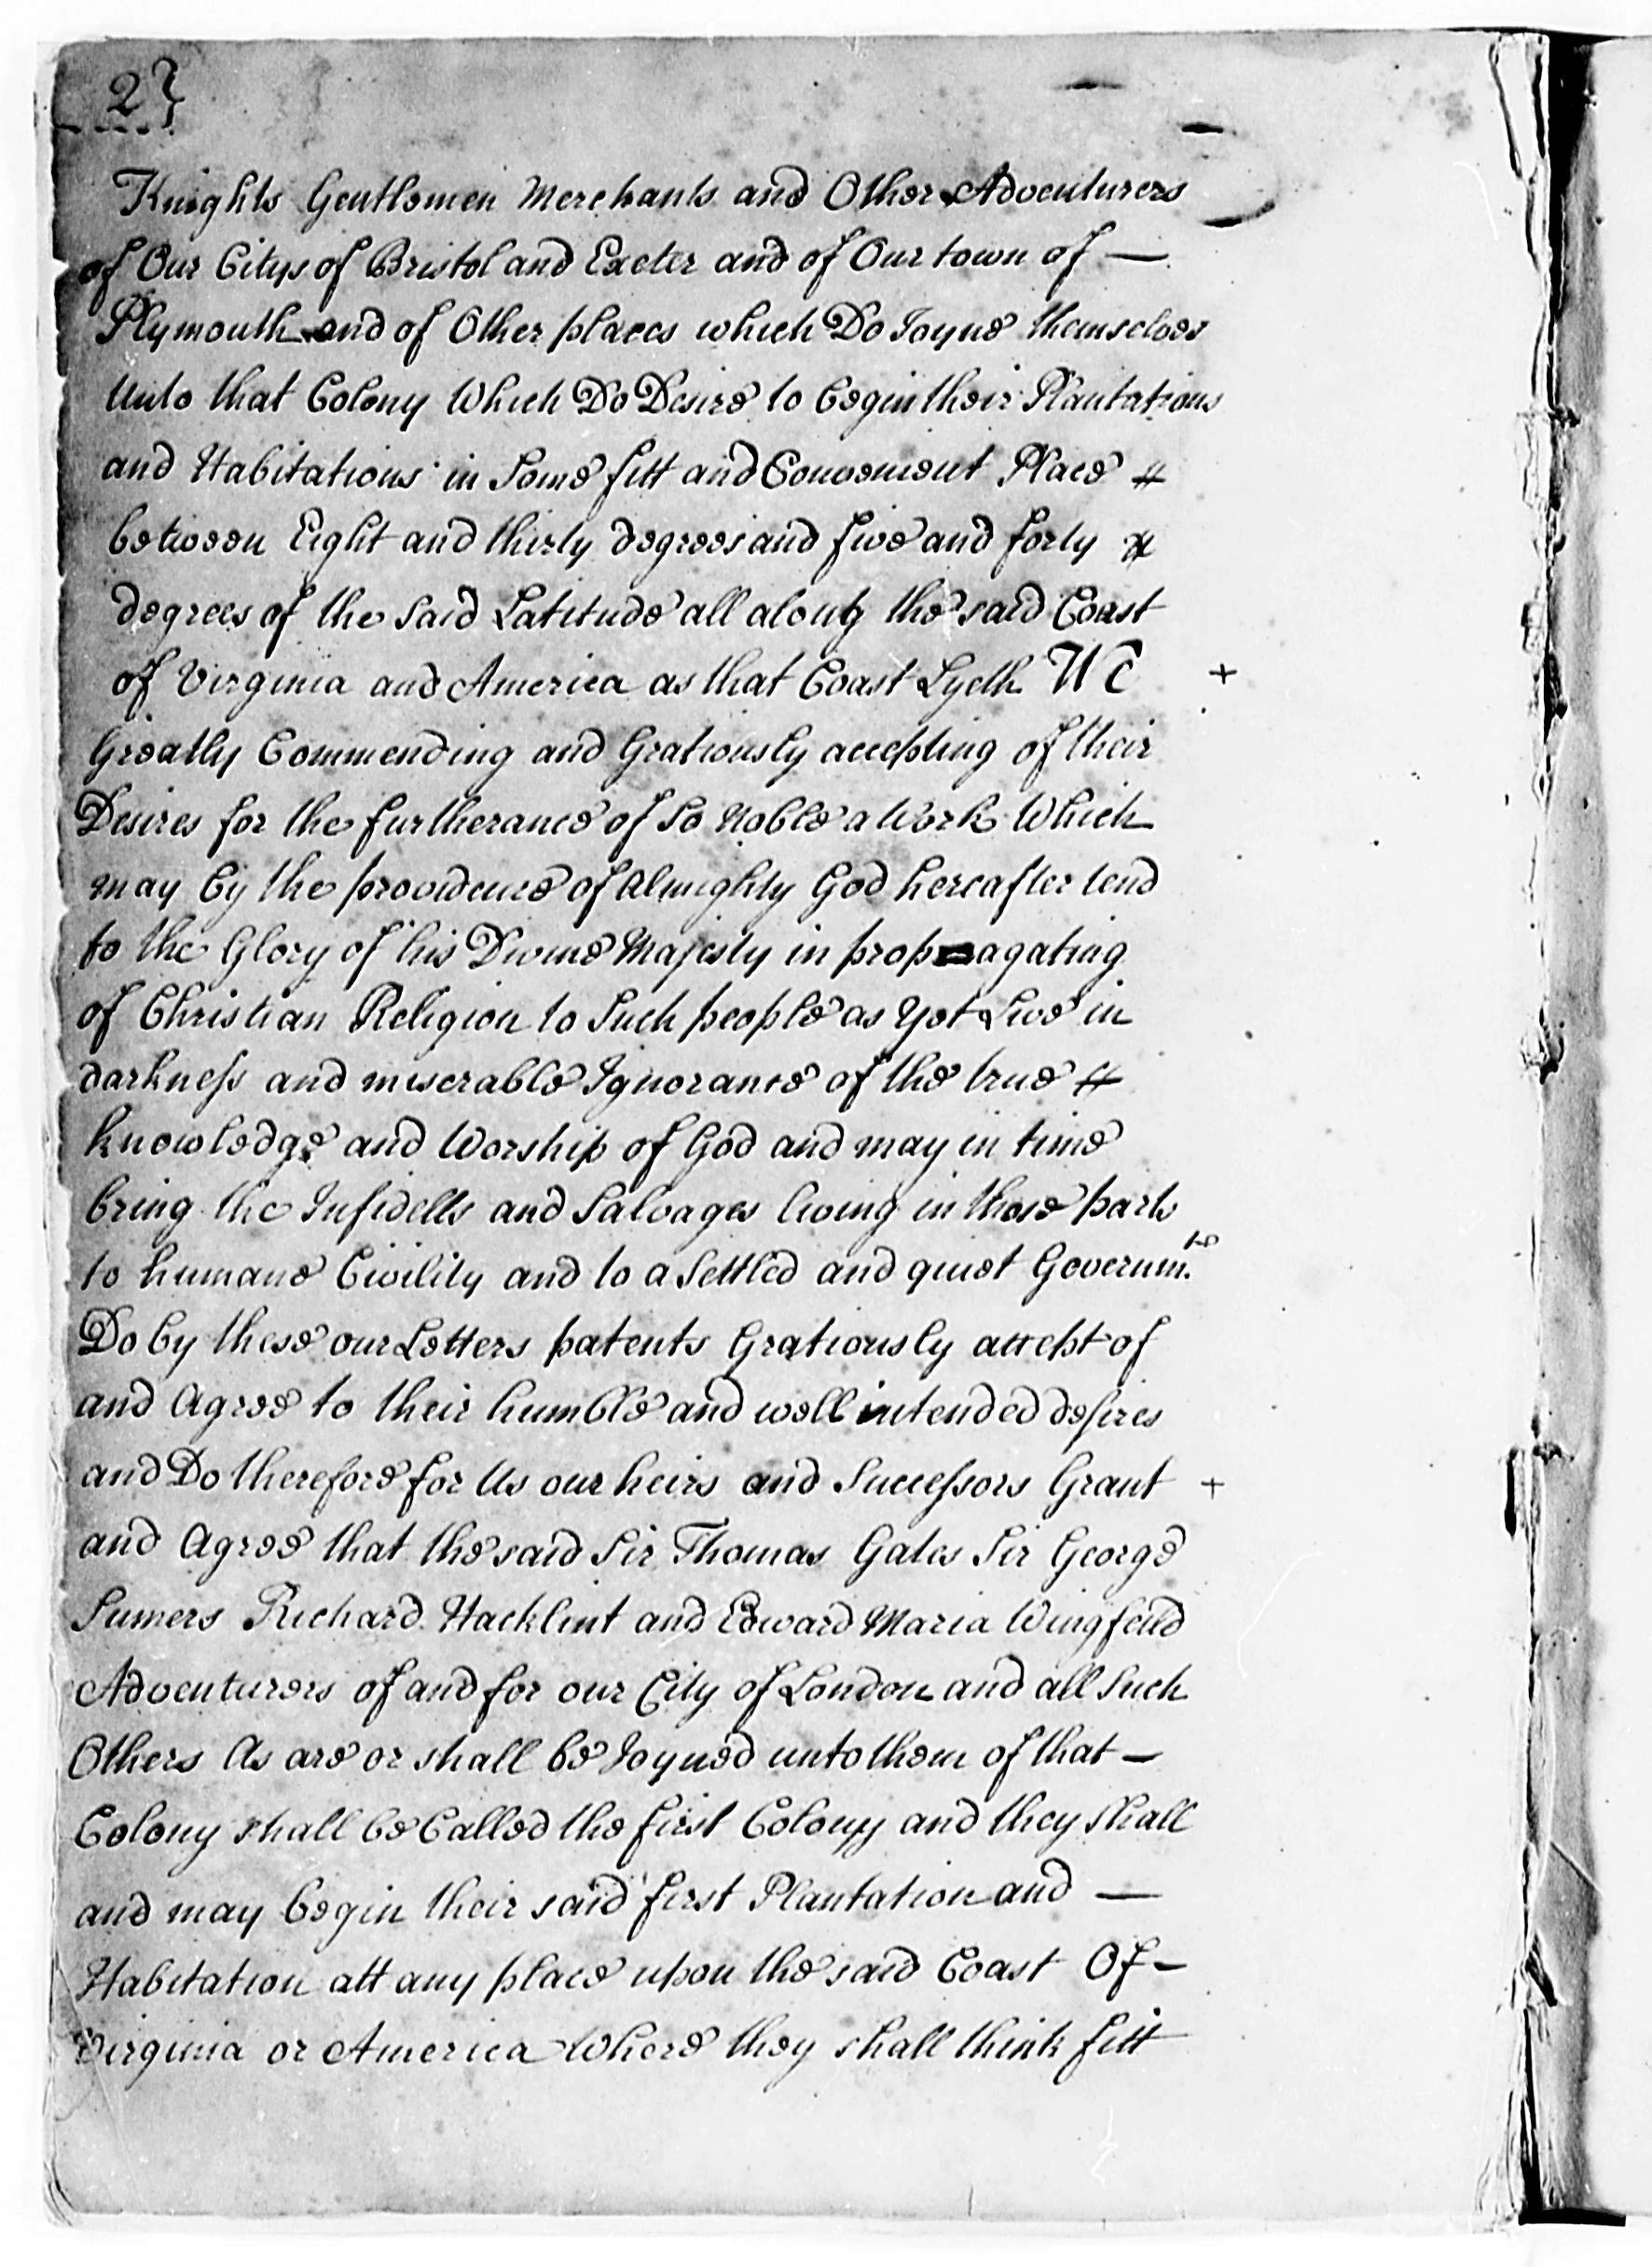 2}
Knights Gentlemen Merchants and Other Adventurers
of Our Citys of Bristol and Exeter and of Our town of —
Plymouth and of Other places which Do Joyne themselves
Unto that Colony Which Do Desire to begin their Plantations
and Habitations in Some fitt and Convenient Place #
between Eight and thirty degrees and five and forty #
degrees of the Said Latitude all along the said Coast
of Virginia and America as that Coast Lyeth WE +
Greatly Commending and Gratiously accepting of their
Desires for the furtherance of So Noble a Work Which
may by the providence of Almighty God hereafter tend
to the Glory of his Divine Majesty in propagating
of Christian Religion to Such people as Yet Live in
darkness and miserable Ignorance of the true #
knowledge and Worship of God and may in time
bring the Infidells and Salvages living in those parts
to humane Civility and to a Settled and quiet Governmts.
Do by these our Letters patents Gratiously accept of
and Agree to their humble and well intended desires
and Do therefore for Us our heirs and Successors Grant +
and Agree that the said Sir Thomas Gates Sir George
Sumers Richard Hacklint and Edward Maria Wingfeild
Adventurers of and for our City of London and all Such
Others As are or shall be Joyned unto them of that —
Colony shall be Called the first Colony and they shall
and may begin their said first Plantation and —
Habitation att any place upon the said Coast Of —
Virginia or America Where they shall think fitt